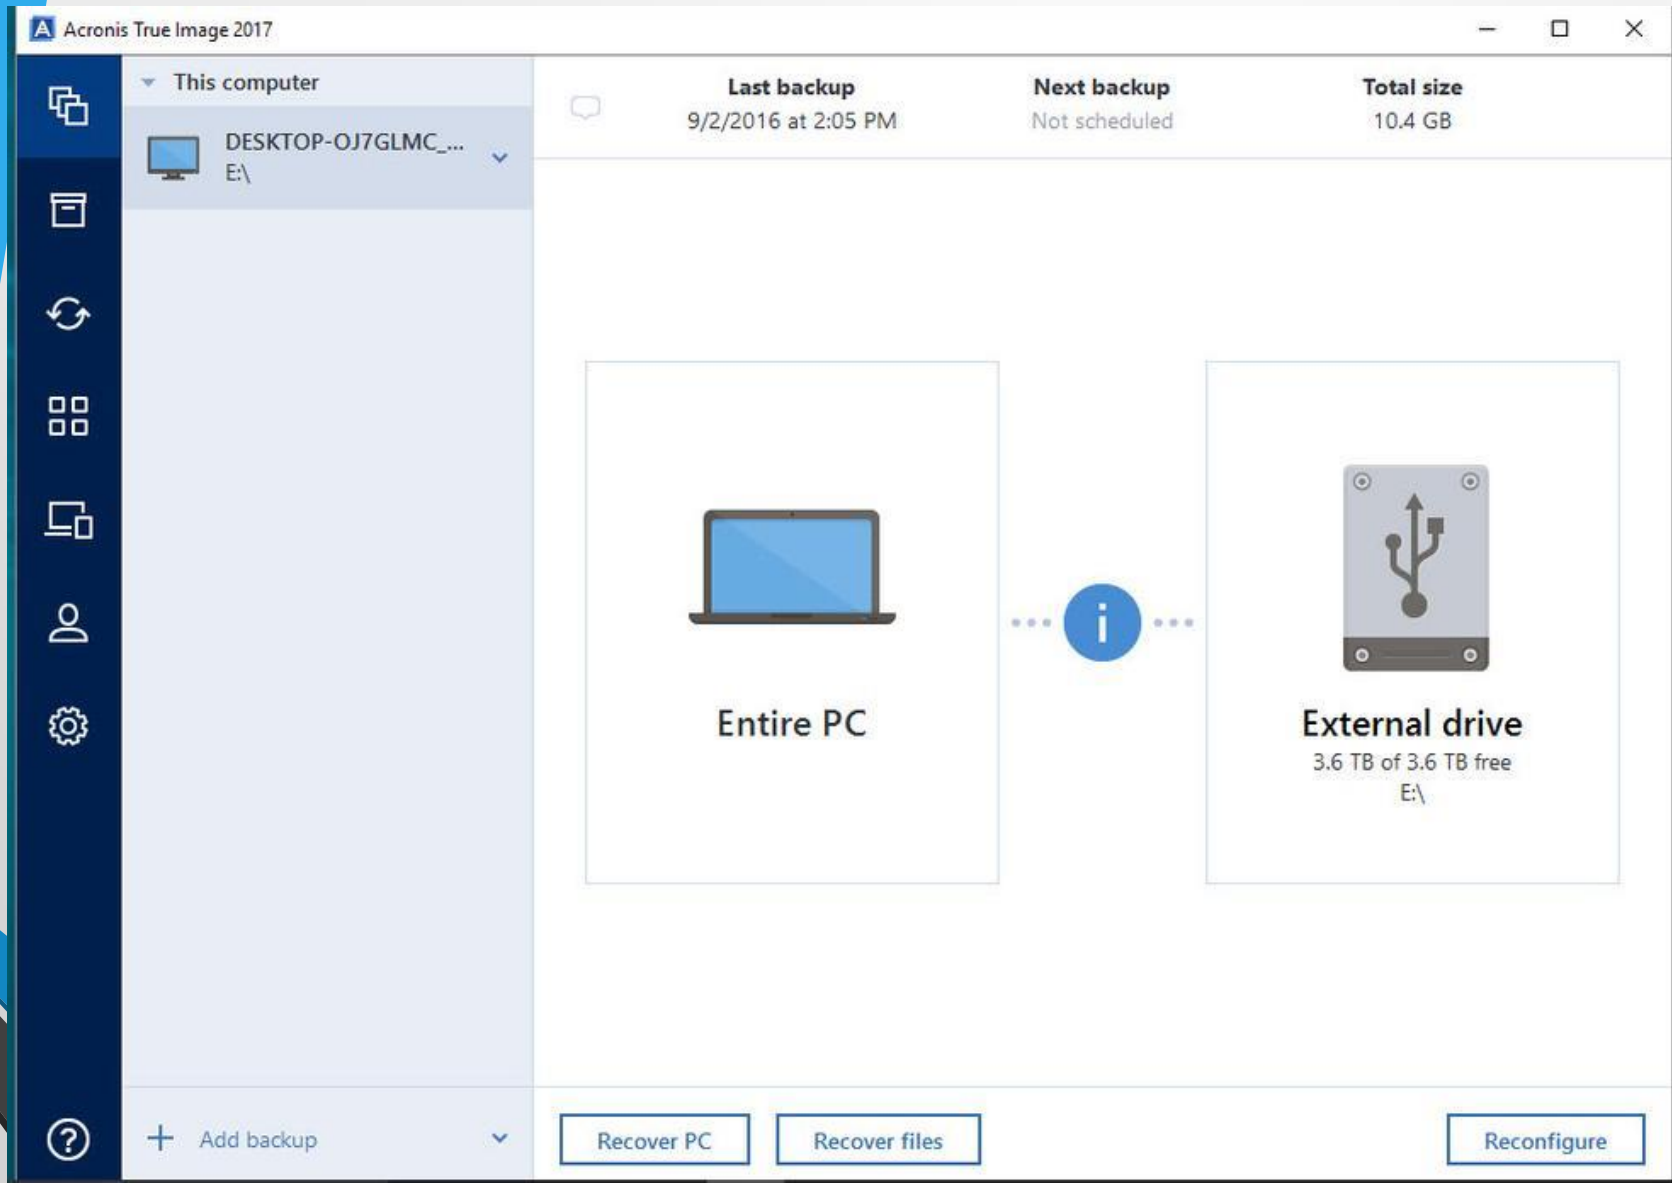 Acronis True Image 2017
This computer
DESKTOP-OJ7GLMC_...
E:\
Last backup
9/2/2016 at 2:05 PM
Next backup
Not scheduled
Total size
10.4 GB
Entire PC
i
External drive
3.6 TB of 3.6 TB free
E:\
Add backup
Recover PC
Recover files
Reconfigure